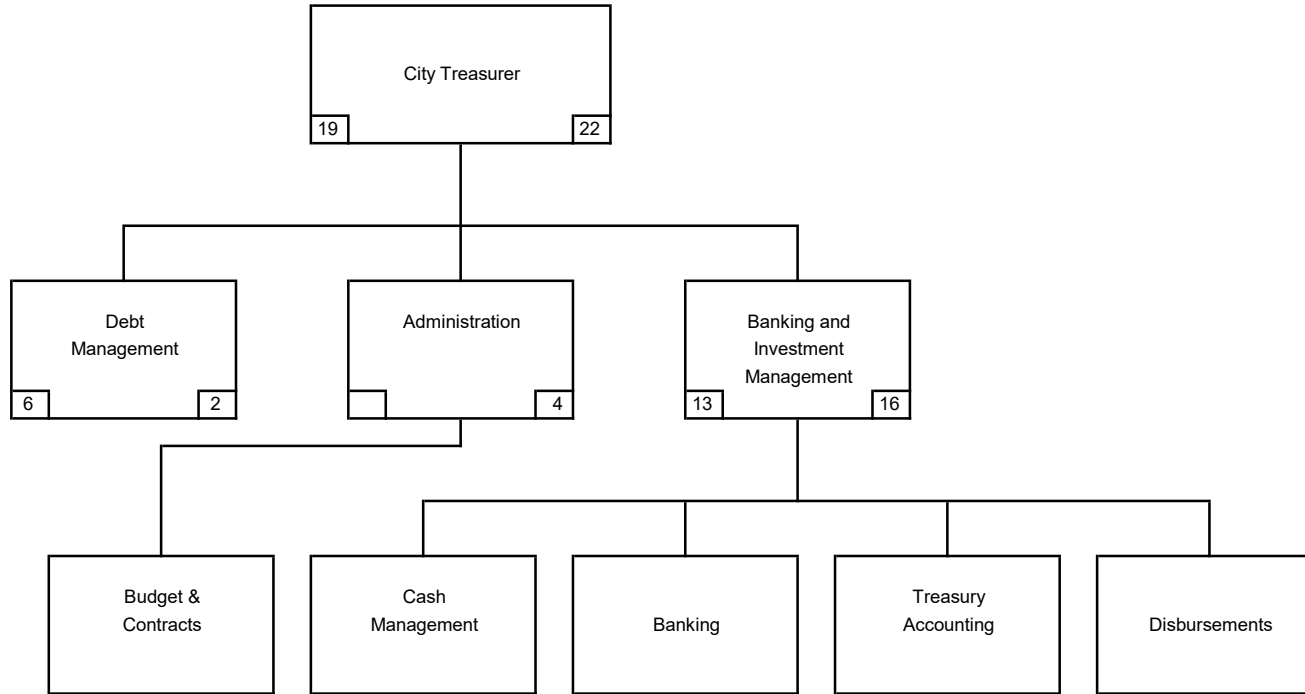 City Treasurer
19
22
Debt
Management
6
2
Administration
4
Banking and
Investment
Management
13
16
Budget &
Contracts
Cash
Management
Banking
Treasury
Accounting
Disbursements